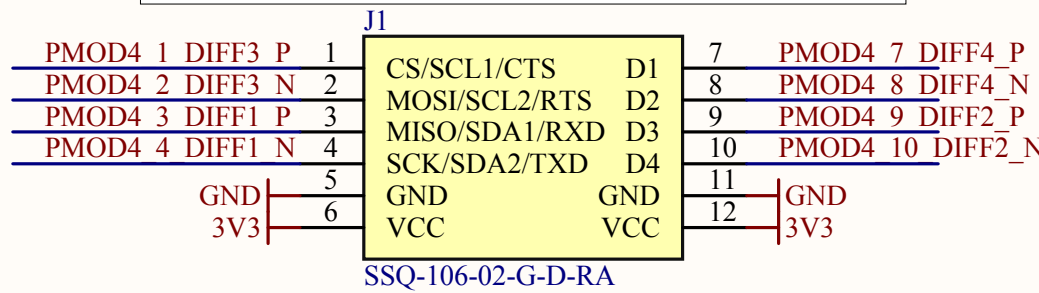 J1
PMOD4_1_DIFF3_P 1 CS/SCL1/CTS D1 7 PMOD4_7_DIFF4_P
PMOD4_2_DIFF3_N 2 MOSI/SCL2/RTS D2 8 PMOD4_8_DIFF4_N
PMOD4_3_DIFF1_P 3 MISO/SDA1/RXD D3 9 PMOD4_9_DIFF2_P
PMOD4_4_DIFF1_N 4 SCK/SDA2/TXD D4 10 PMOD4_10_DIFF2_N
GND 5 GND GND 11 GND
3V3 6 VCC VCC 12 3V3
SSQ-106-02-G-D-RA